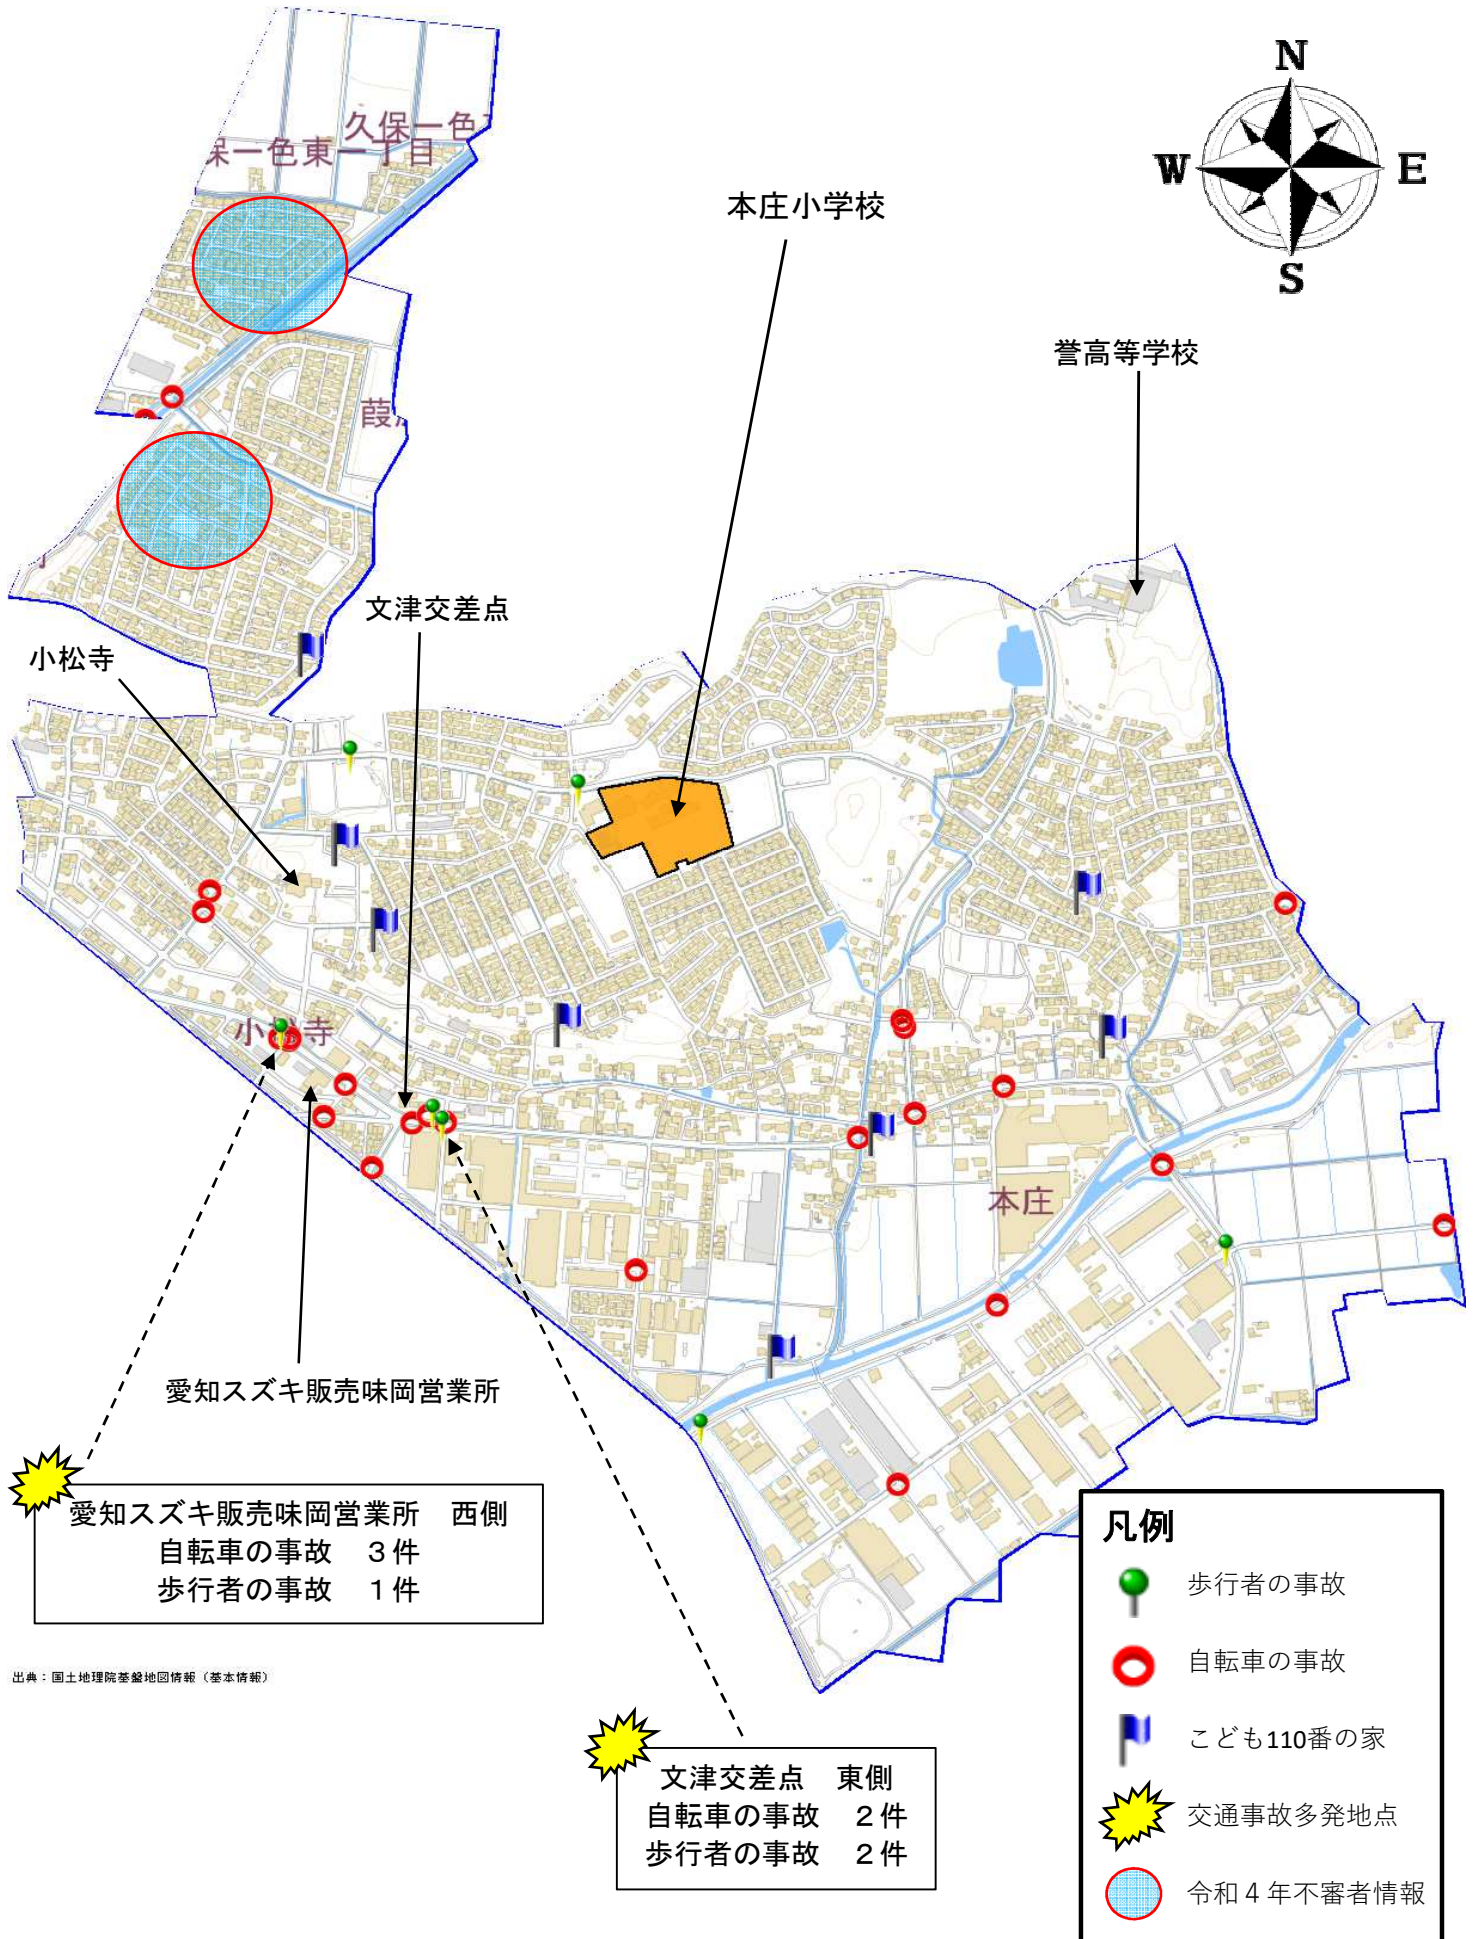 久保一色
保一色東一丁目
N
W
E
S
本庄小学校
誉高等学校
葭
文津交差点
小松寺
小松寺
本庄
愛知スズキ販売味岡営業所
愛知スズキ販売味岡営業所　西側
自転車の事故　３件
歩行者の事故　１件
出典：国土地理院基盤地図情報（基本情報）
文津交差点　東側
自転車の事故　２件
歩行者の事故　２件
凡例
歩行者の事故
自転車の事故
こども110番の家
交通事故多発地点
令和４年不審者情報